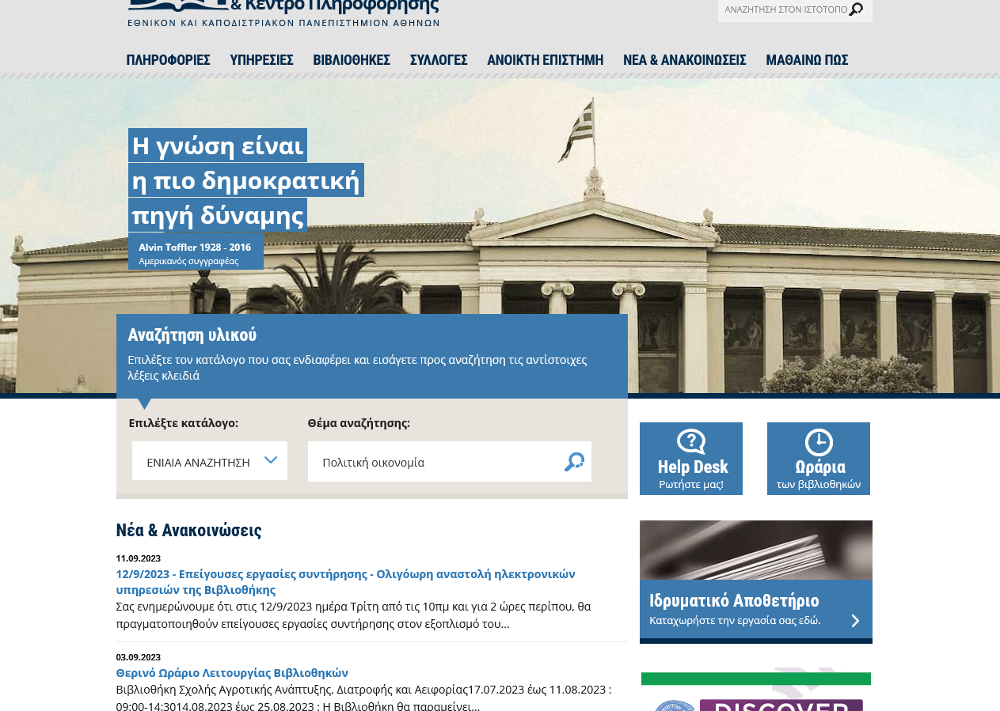 & Κέντρο Πληροφόρησης
ΕΘΝΙΚΟΝ ΚΑΙ ΚΑΠΟΔΙΣΤΡΙΑΚΟΝ ΠΑΝΕΠΙΣΤΗΜΙΟΝ ΑΘΗΝΩΝ
ΑΝΑΖΗΤΗΣΗ ΣΤΟΝ ΙΣΤΟΤΟΠΟ
ΠΛΗΡΟΦΟΡΙΕΣ ΥΠΗΡΕΣΙΕΣ ΒΙΒΛΙΟΘΗΚΕΣ ΣΥΛΛΟΓΕΣ ΑΝΟΙΚΤΗ ΕΠΙΣΤΗΜΗ ΝΕΑ & ΑΝΑΚΟΙΝΩΣΕΙΣ ΜΑΘΑΙΝΩ ΠΩΣ
Η γνώση είναι
η πιο δημοκρατική
πηγή δύναμης
Alvin Toffler 1928 - 2016
Αμερικανός συγγραφέας
Αναζήτηση υλικού
Επιλέξτε τον κατάλογο που σας ενδιαφέρει και εισάγετε προς αναζήτηση τις αντίστοιχες
λέξεις κλειδιά
Επιλέξτε κατάλογο: Θέμα αναζήτησης:
ΕΝΙΑΙΑ ΑΝΑΖΗΤΗΣΗ Πολιτική οικονομία
Help Desk
Ρωτήστε μας!
Ωράρια
των βιβλιοθηκών
Νέα & Ανακοινώσεις
11.09.2023
12/9/2023 - Επείγουσες εργασίες συντήρησης - Ολιγόωρη αναστολή ηλεκτρονικών
υπηρεσιών της Βιβλιοθήκης
Σας ενημερώνουμε ότι στις 12/9/2023 ημέρα Τρίτη από τις 10πμ και για 2 ώρες περίπου, θα
πραγματοποιηθούν επείγουσες εργασίες συντήρησης στον εξοπλισμό του...
03.09.2023
Θερινό Ωράριο Λειτουργίας Βιβλιοθηκών
Βιβλιοθήκη Σχολής Αγροτικής Ανάπτυξης, Διατροφής και Αειφορίας17.07.2023 έως 11.08.2023 :
09:00-14:3014.08.2023 έως 25.08.2023 : Η Βιβλιοθήκη θα παραμείνει...
Ιδρυματικό Αποθετήριο
Καταχωρήστε την εργασία σας εδώ.
DISCOVER